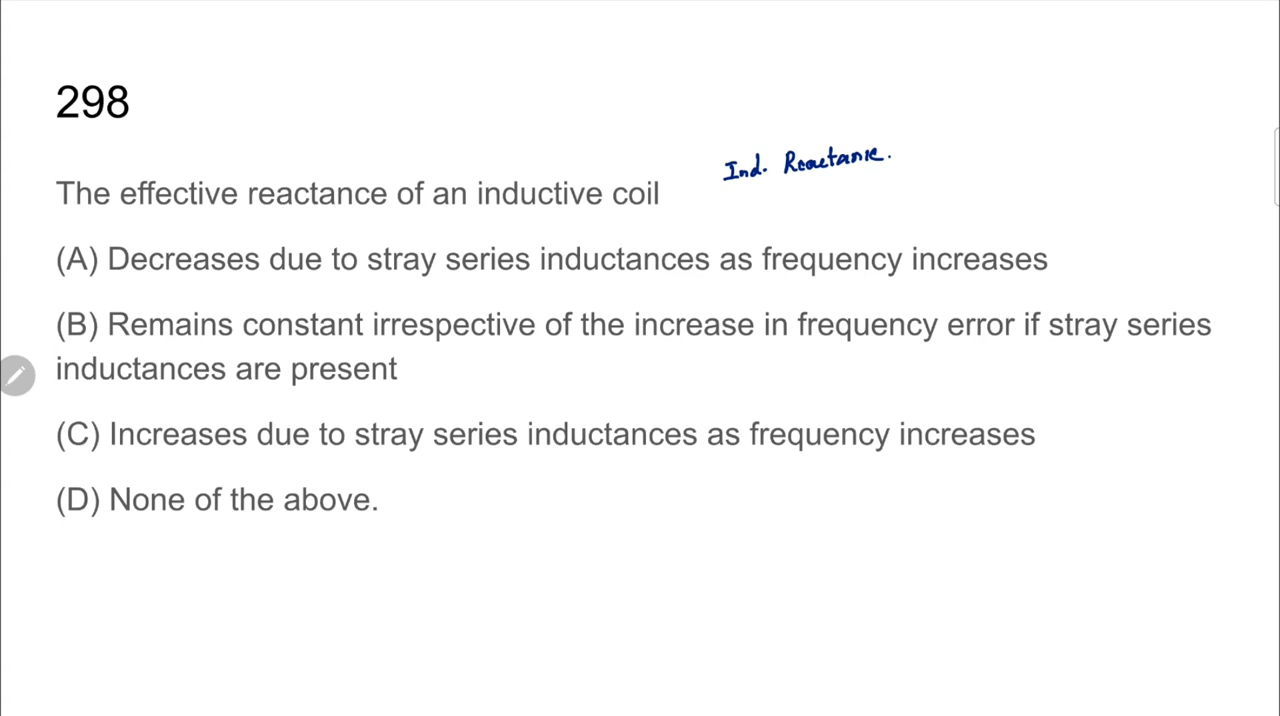 298
Ind. Reactance.
The effective reactance of an inductive coil
(A) Decreases due to stray series inductances as frequency increases
(B) Remains constant irrespective of the increase in frequency error if stray series
inductances are present
(C) Increases due to stray series inductances as frequency increases
(D) None of the above.